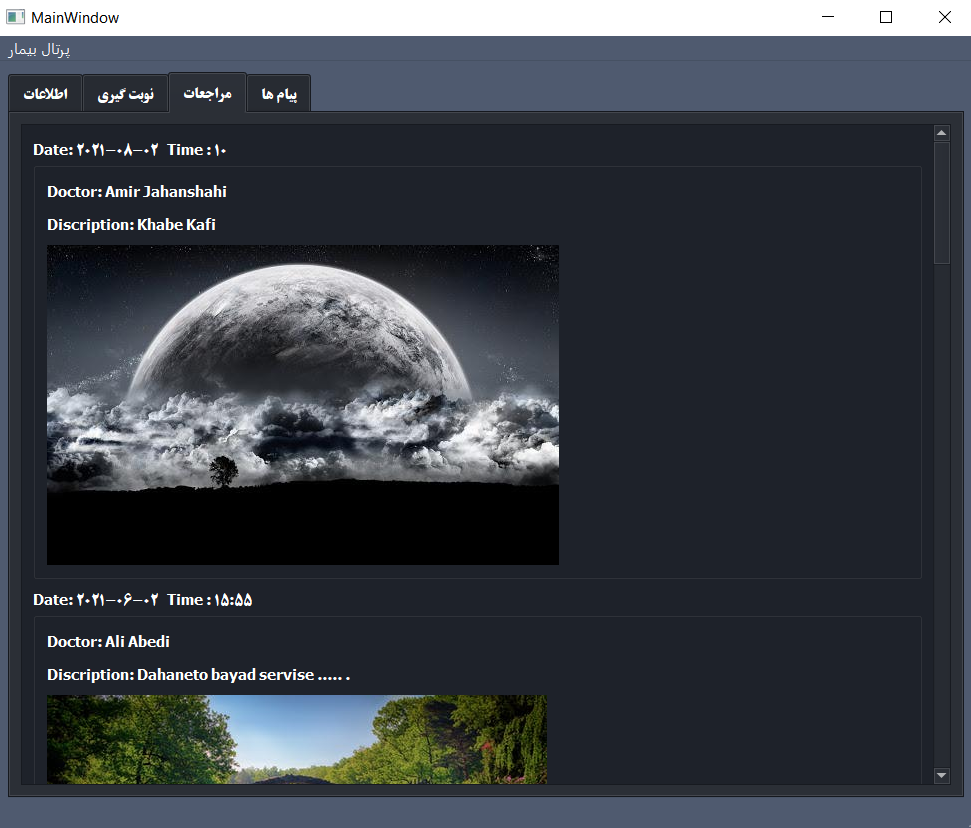 MainWindow
پرتال بیمار
اطلاعات نوبت گیری مراجعات پیام ها
Date: ۲۰۲۱-۰۸-۰۲ Time : ۱۰
Doctor: Amir Jahanshahi
Discription: Khabe Kafi
Date: ۲۰۲۱-۰۶-۰۲ Time : ۱۵:۵۵
Doctor: Ali Abedi
Discription: Dahaneto bayad servise ..... .